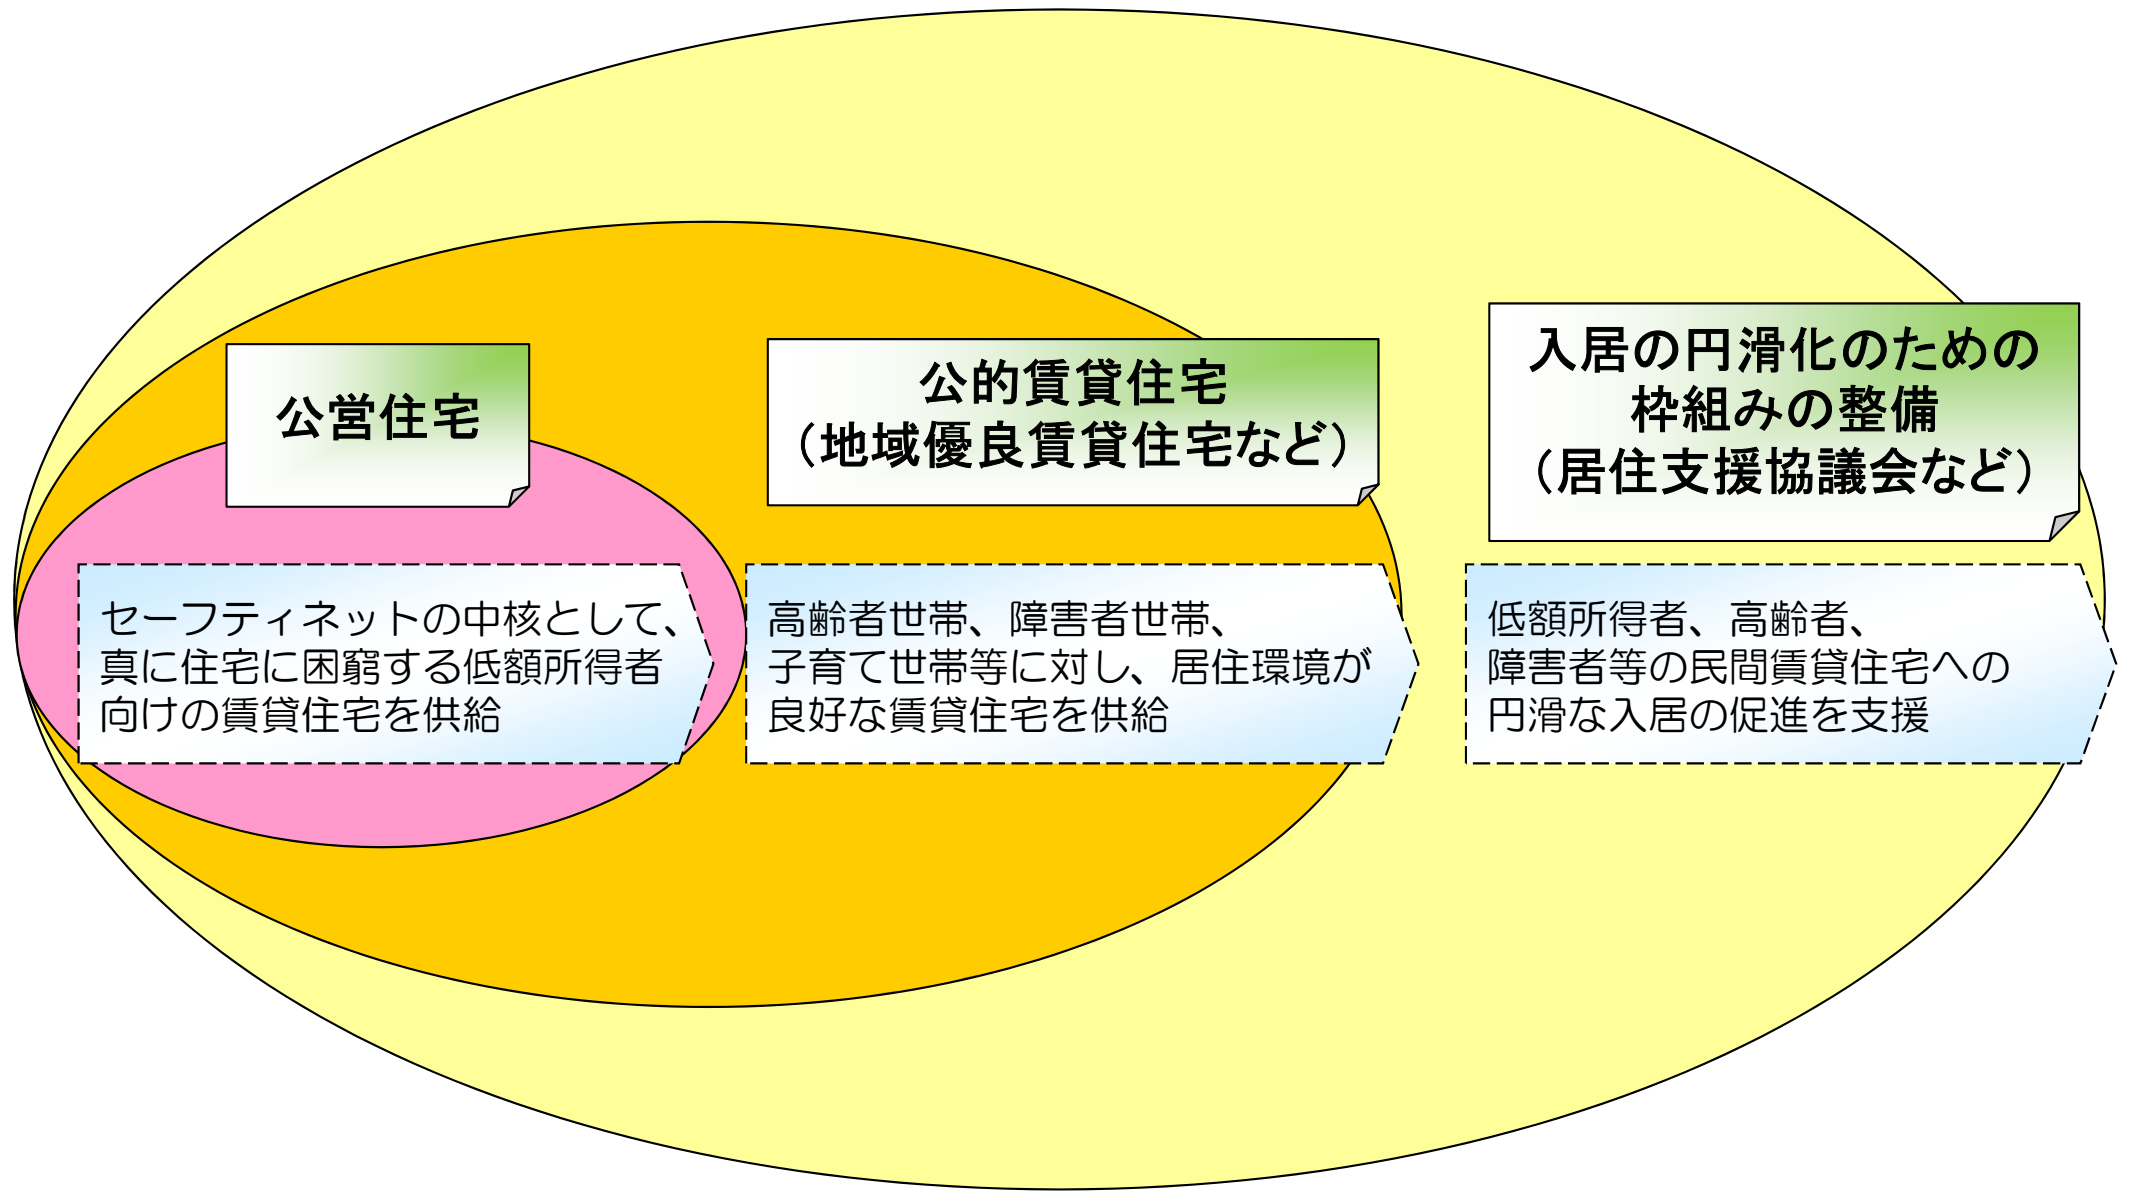 公営住宅
セーフティネットの中核として、
真に住宅に困窮する低額所得者
向けの賃貸住宅を供給
公的賃貸住宅
（地域優良賃貸住宅など）
高齢者世帯、障害者世帯、
子育て世帯等に対し、居住環境が
良好な賃貸住宅を供給
入居の円滑化のための
枠組みの整備
（居住支援協議会など）
低額所得者、高齢者、
障害者等の民間賃貸住宅への
円滑な入居の促進を支援